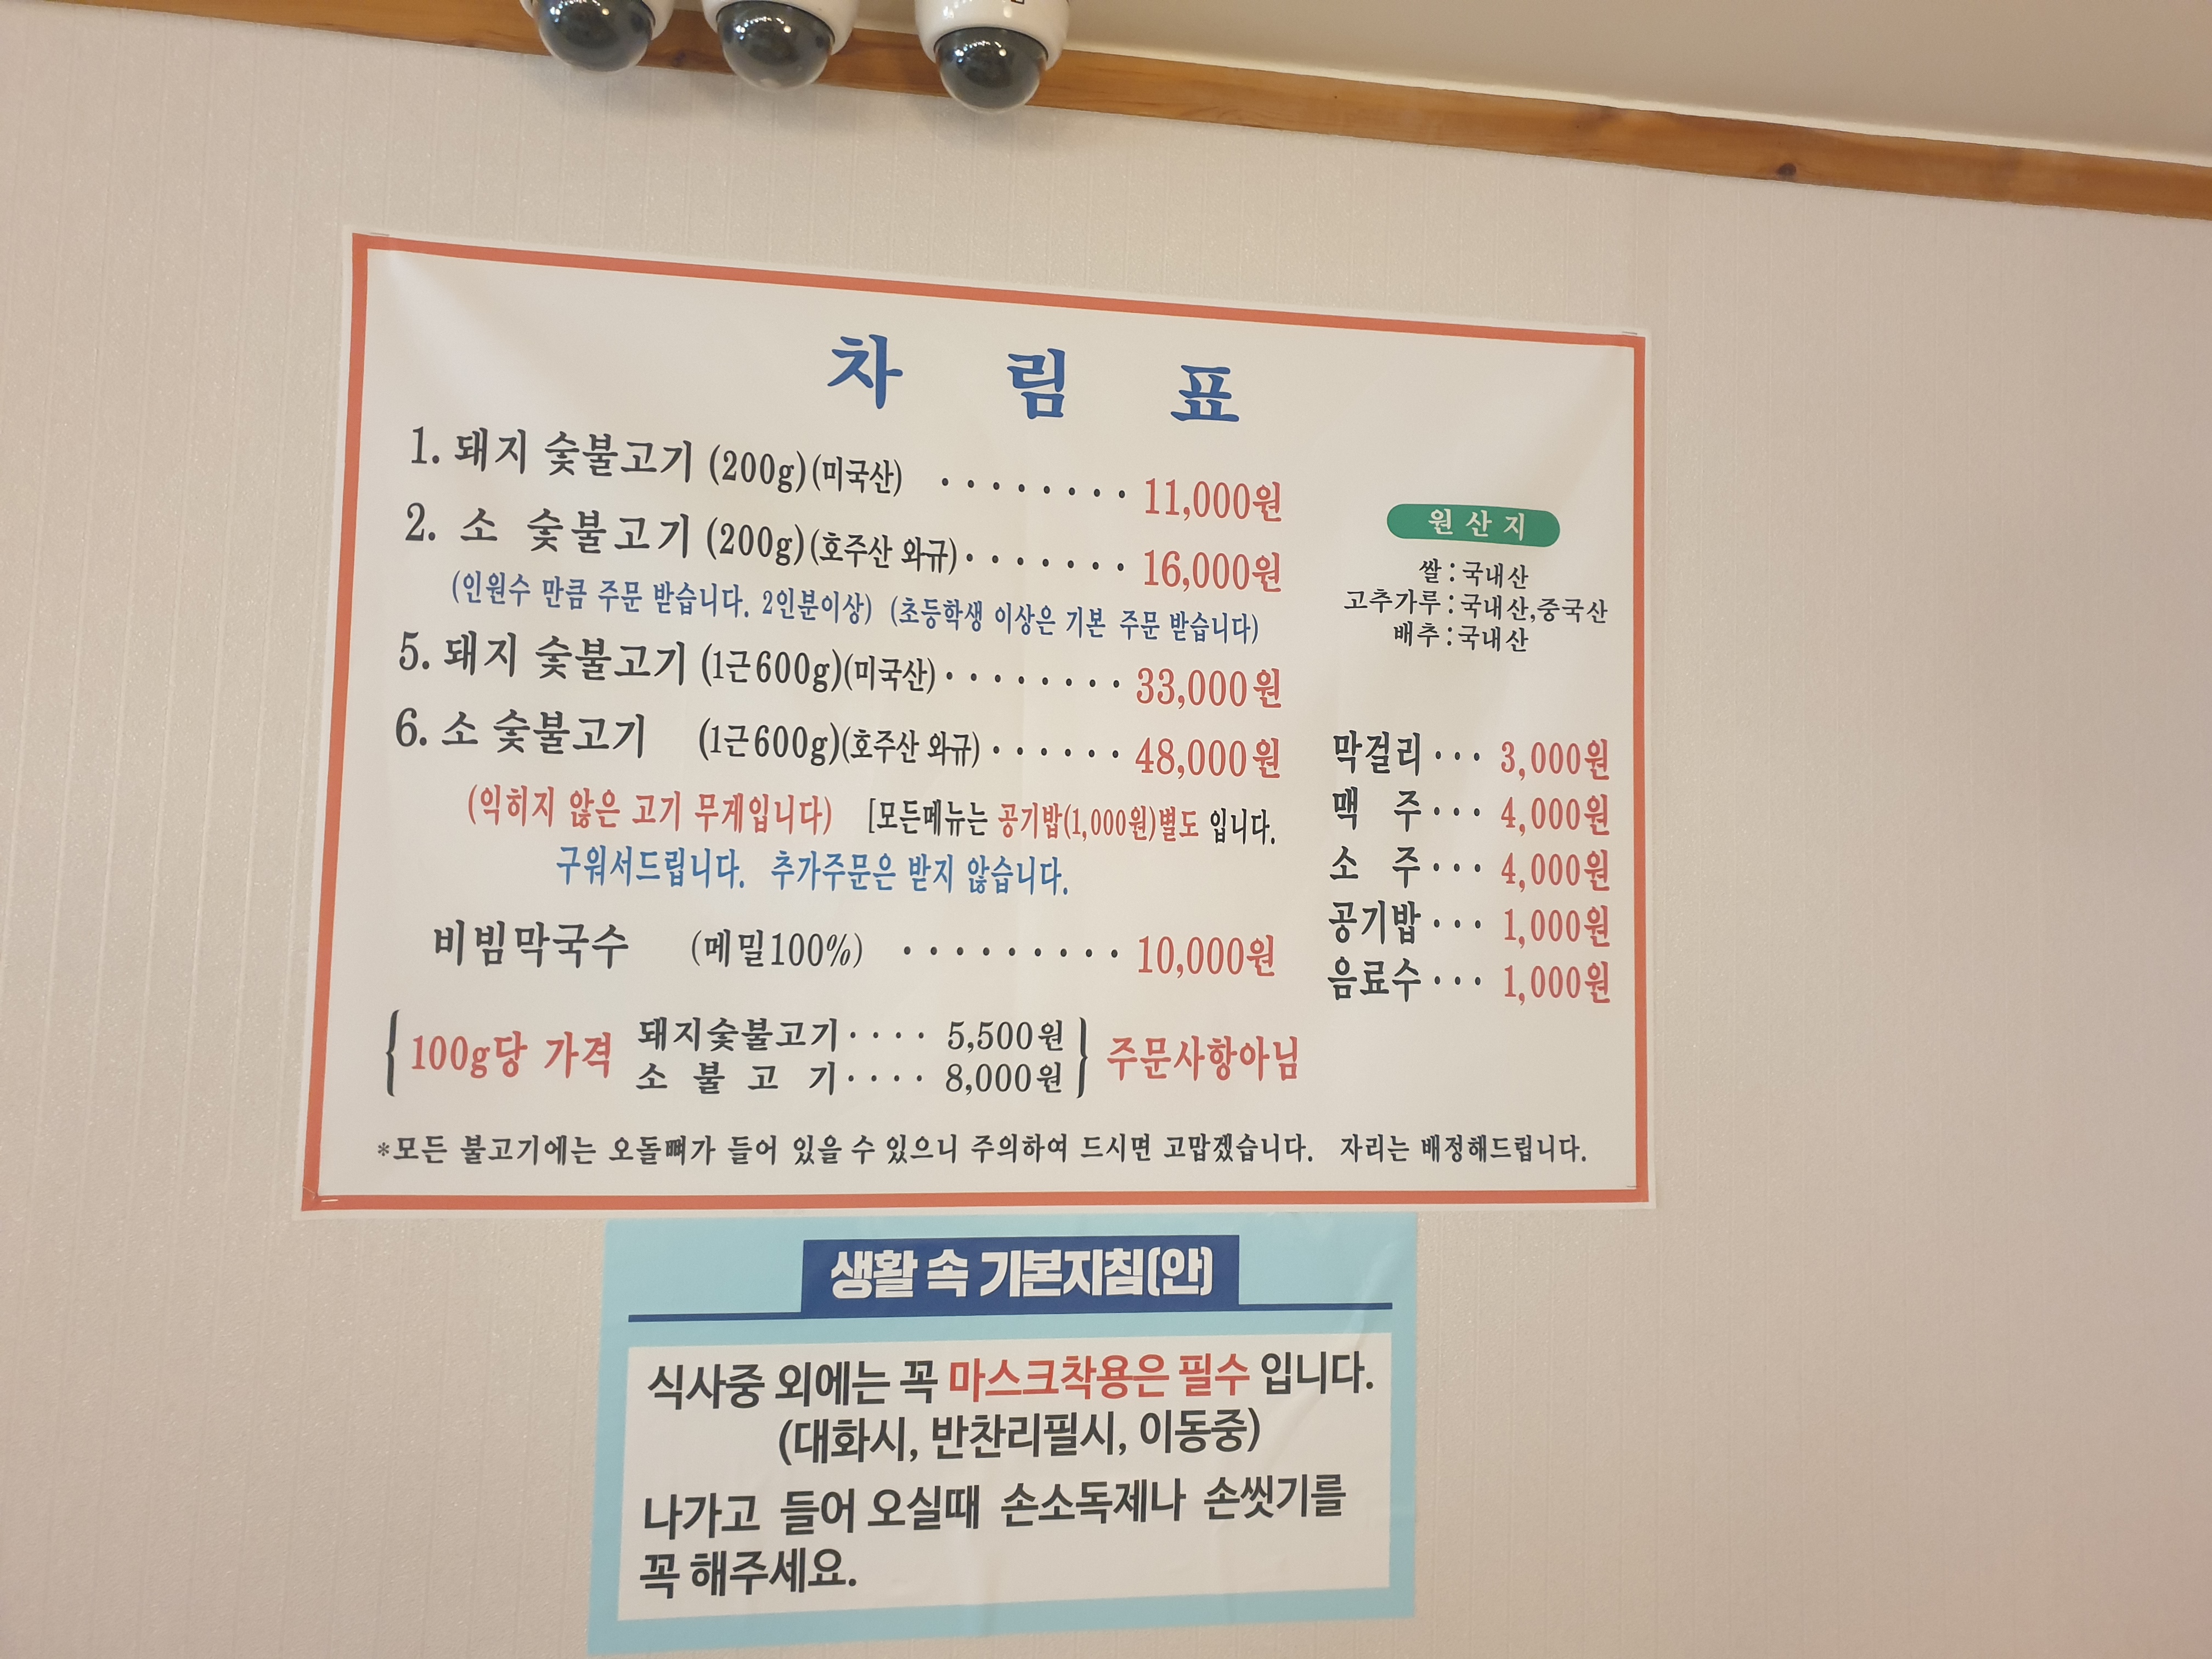 차 림 표
1. 돼지 숯불고기 (200g)(미국산) ········ 11,000원
2. 소 숯불고기 (200g)(호주산 와규)······· 16,000원
(인원수 만큼 주문 받습니다. 2인분이상) (초등학생 이상은 기본 주문 받습니다)
5. 돼지 숯불고기 (1근600g)(미국산)········ 33,000원
6. 소 숯불고기 (1근600g)(호주산 와규)······ 48,000원
(익히지 않은 고기 무게입니다) [모든메뉴는 공기밥(1,000원)별도 입니다.
구워서드립니다. 추가주문은 받지 않습니다.
비빔막국수 (메밀100%) ········· 10,000원
{ 100g당 가격 돼지숯불고기···· 5,500원
소 불 고 기···· 8,000원 } 주문사항아님
원 산 지
쌀 : 국내산
고추가루 : 국내산,중국산
배추 : 국내산
막걸리··· 3,000원
맥 주··· 4,000원
소 주··· 4,000원
공기밥··· 1,000원
음료수··· 1,000원
*모든 불고기에는 오돌뼈가 들어 있을 수 있으니 주의하여 드시면 고맙겠습니다. 자리는 배정해드립니다.
생활 속 기본지침(안)
식사중 외에는 꼭 마스크착용은 필수 입니다.
(대화시, 반찬리필시, 이동중)
나가고 들어 오실때 손소독제나 손씻기를
꼭 해주세요.